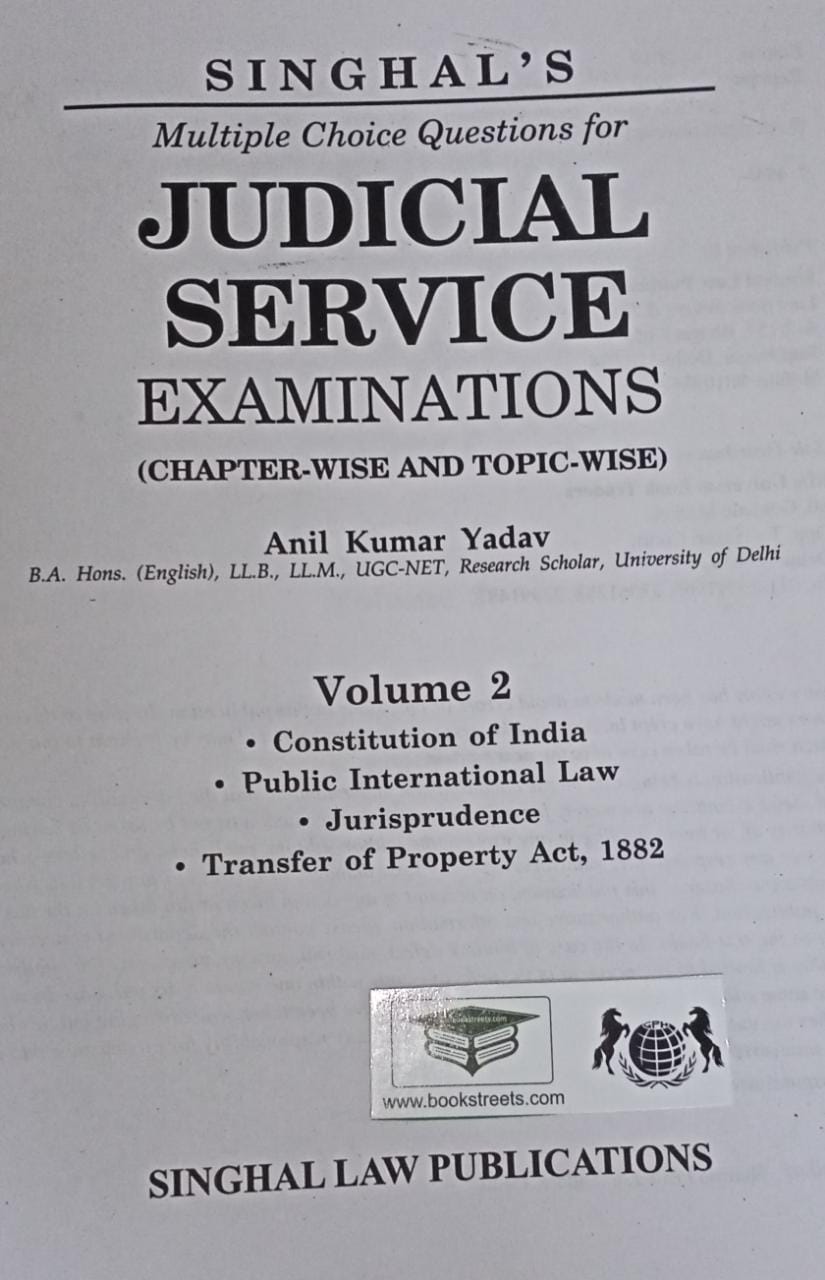 SINGHAL'S
Multiple Choice Questions for
JUDICIAL
SERVICE
EXAMINATIONS
(CHAPTER-WISE AND TOPIC-WISE)
Anil Kumar Yadav
B.A. Hons. (English), LL.B., LL.M., UGC-NET, Research Scholar, University of Delhi
Volume 2
• Constitution of India
• Public International Law
• Jurisprudence
• Transfer of Property Act, 1882
bookstreets.com
www.bookstreets.com
SINGHAL LAW PUBLICATIONS